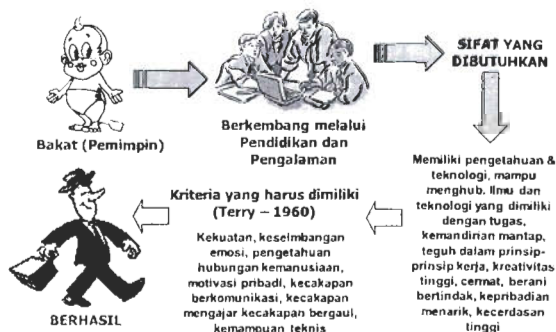 Bakat (Pemimpin)
Berkembang melalui
Pendidikan dan
Pengalaman
SIFAT YANG
DIBUTUHKAN
Memiliki pengetahuan &
teknologi, mampu
menghub. Ilmu dan
teknologi yang dimiliki
dengan tugas,
kemandirian mantap,
teguh dalam prinsip-
prinsip kerja, kreativitas
tinggi, cermat, berani
bertindak, kepribadian
menarik, kecerdasan
tinggi
Kriteria yang harus dimiliki
(Terry – 1960)
Kekuatan, keseimbangan
emosi, pengetahuan
hubungan kemanusiaan,
motivasi pribadi, kecakapan
berkomunikasi, kecakapan
mengajar kecakapan bergaul,
kemampuan teknis
BERHASIL